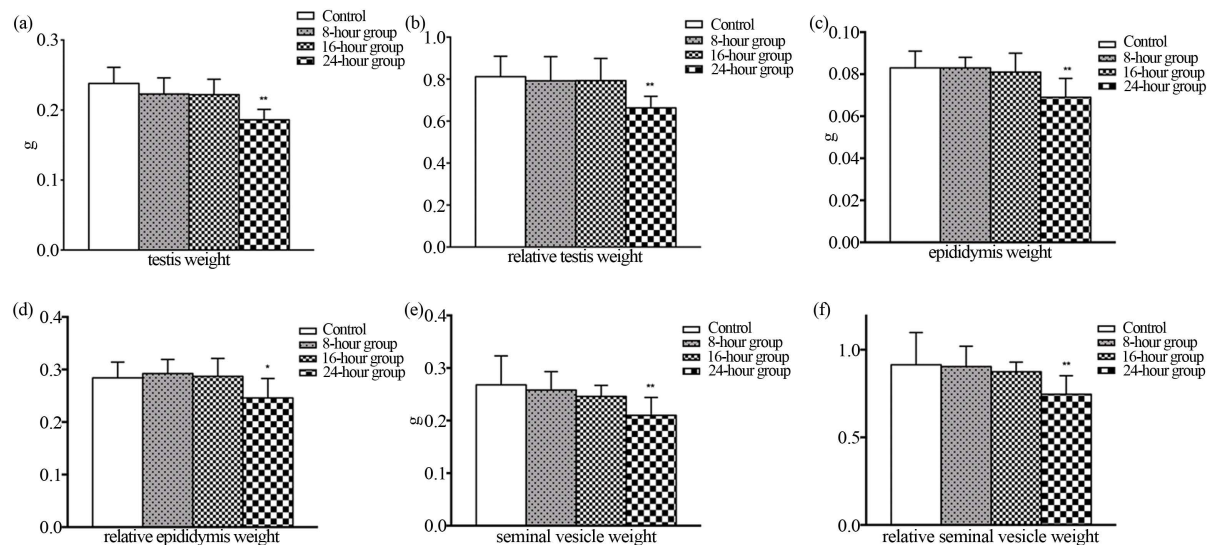 (a)
Control
8-hour group
16-hour group
24-hour group
0.3
0.2
0.1
0.0
g
**
testis weight
(b)
Control
8-hour group
16-hour group
24-hour group
1.0
0.8
0.6
0.4
0.2
0.0
**
relative testis weight
(c)
Control
8-hour group
16-hour group
24-hour group
0.10
0.08
0.06
0.04
0.02
0.00
g
**
epididymis weight
(d)
Control
8-hour group
16-hour group
24-hour group
0.4
0.3
0.2
0.1
0.0
*
relative epididymis weight
(e)
Control
8-hour group
16-hour group
24-hour group
0.4
0.3
0.2
0.1
0.0
g
**
seminal vesicle weight
(f)
Control
8-hour group
16-hour group
24-hour group
1.0
0.5
0.0
**
relative seminal vesicle weight